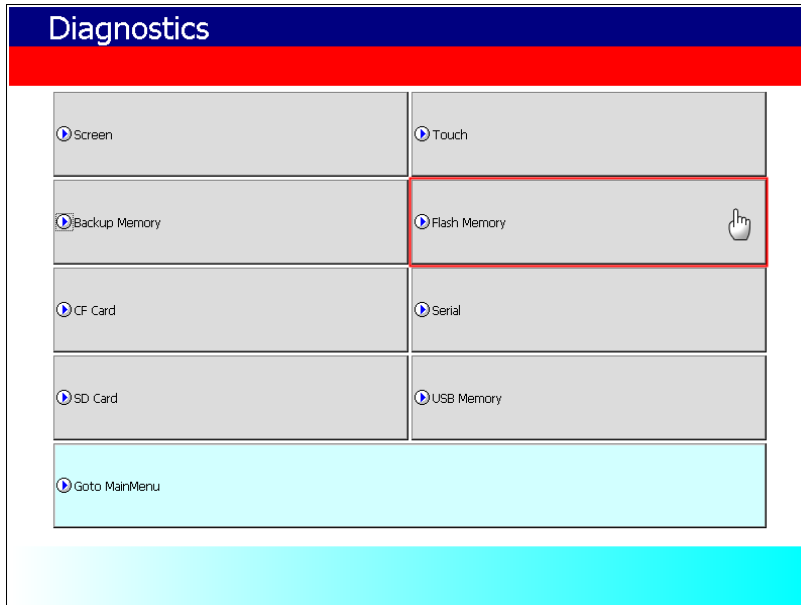 Diagnostics
Screen
Touch
Backup Memory
Flash Memory
CF Card
Serial
SD Card
USB Memory
Goto MainMenu